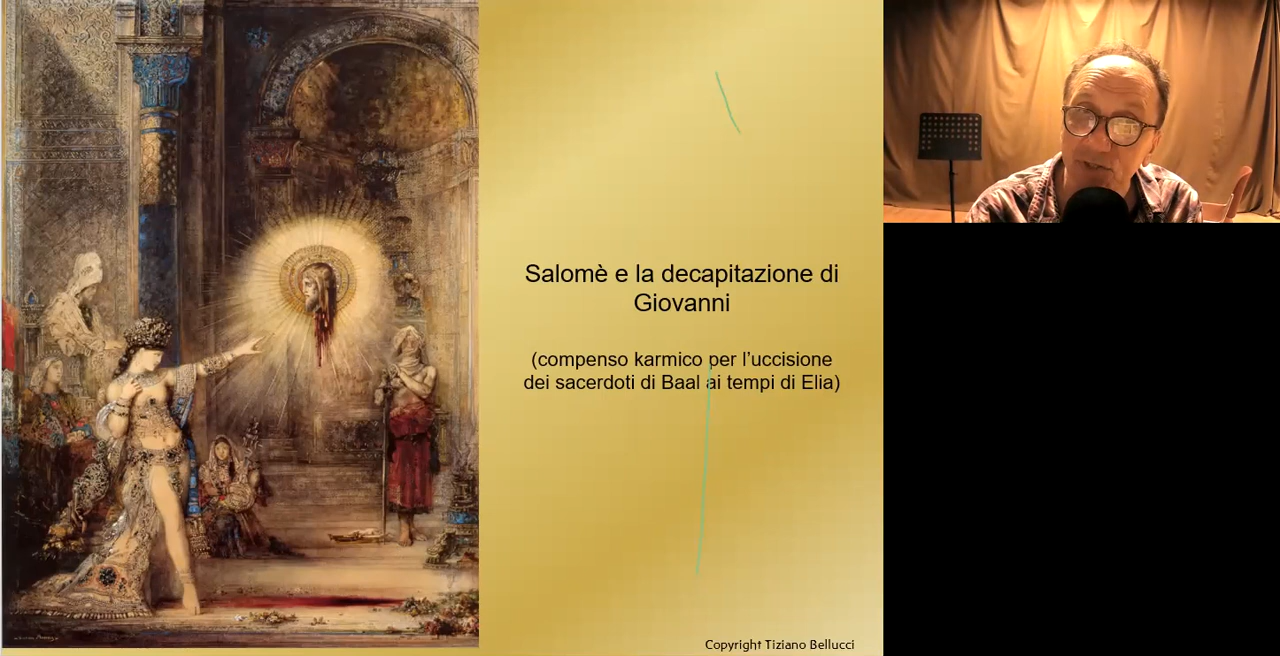 Salomè e la decapitazione di
Giovanni
(compenso karmico per l’uccisione
dei sacerdoti di Baal ai tempi di Elia)
Copyright Tiziano Bellucci